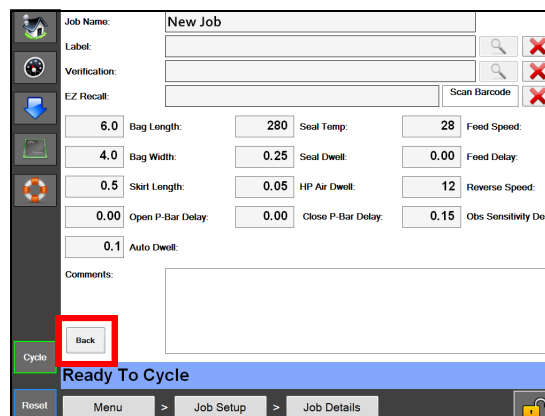 Job Name: New Job
Label:
Verification:
EZ Recall: Scan Barcode
6.0 Bag Length: 280 Seal Temp: 28 Feed Speed:
4.0 Bag Width: 0.25 Seal Dwell: 0.00 Feed Delay:
0.5 Skirt Length: 0.05 HP Air Dwell: 12 Reverse Speed:
0.00 Open P-Bar Delay: 0.00 Close P-Bar Delay: 0.15 Obs Sensitivity De
0.1 Auto Dwell:
Comments:
Back
Cycle
Ready To Cycle
Reset Menu > Job Setup > Job Details